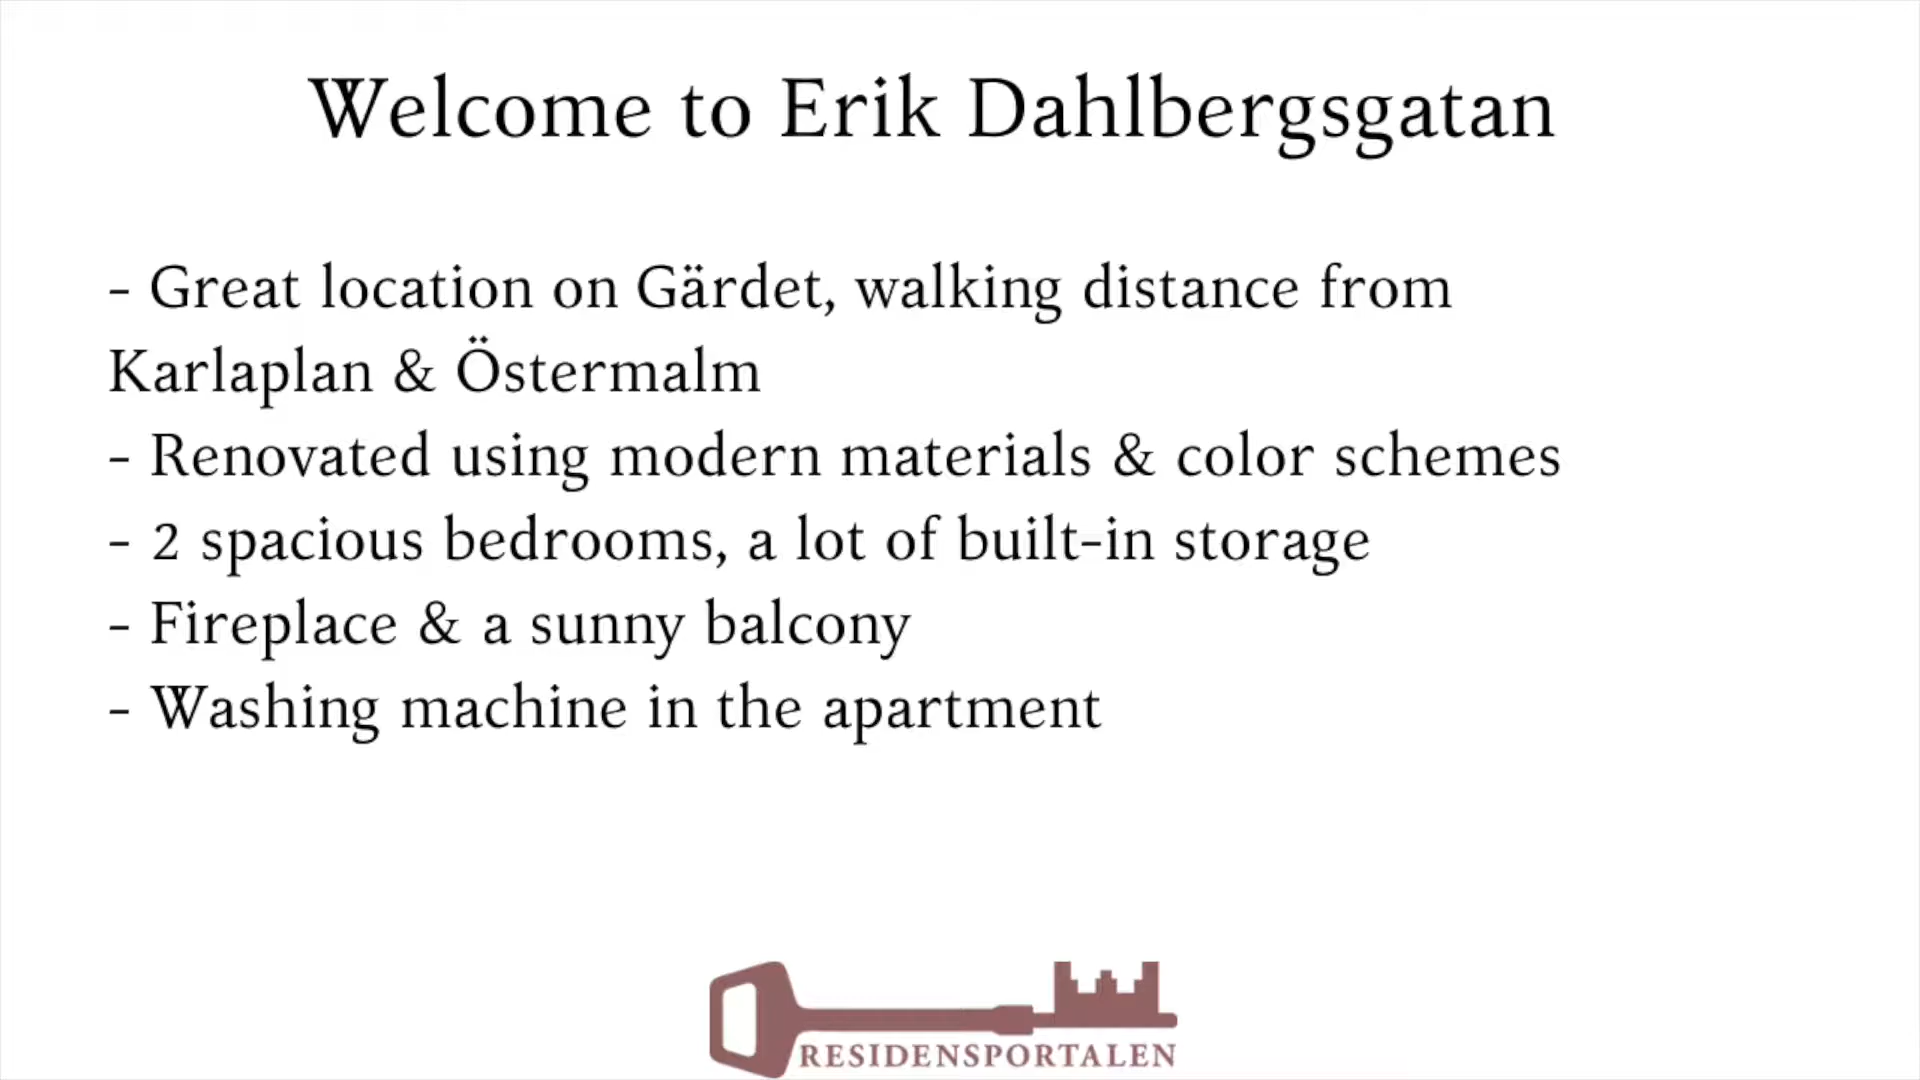 Welcome to Erik Dahlbergsgatan
- Great location on Gärdet, walking distance from
Karlaplan & Östermalm
- Renovated using modern materials & color schemes
- 2 spacious bedrooms, a lot of built-in storage
- Fireplace & a sunny balcony
- Washing machine in the apartment
RESIDENSPORTALEN